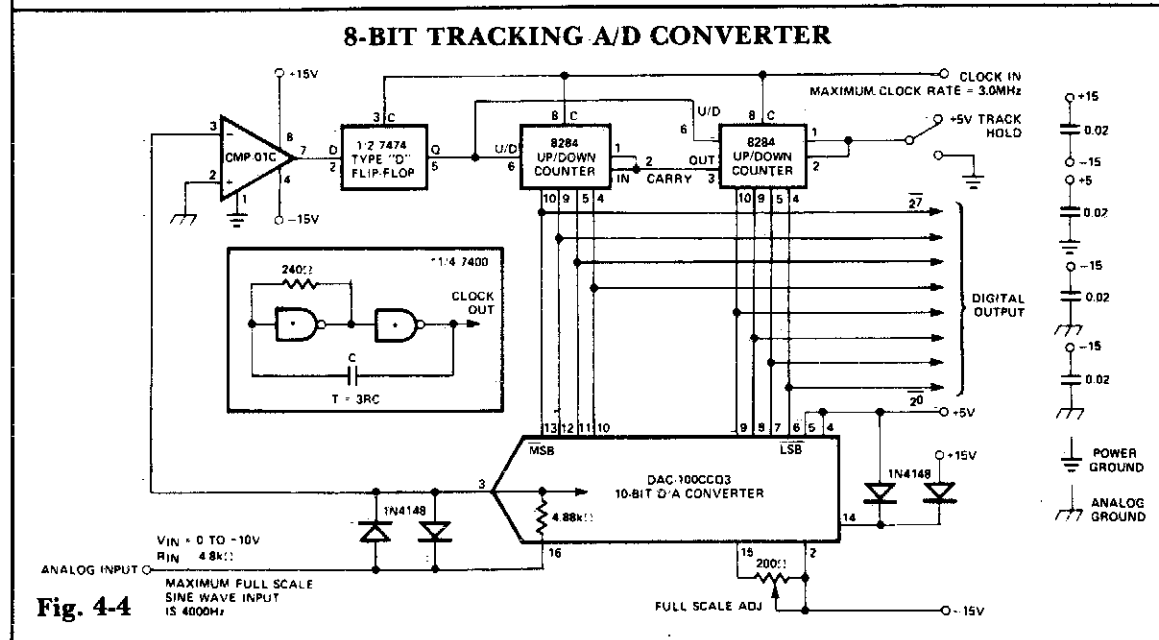 8-BIT TRACKING A/D CONVERTER
+15V
CLOCK IN
MAXIMUM CLOCK RATE = 3.0MHz
3 C
8 C
U/D
8 C
+15
3
8
7
D
1/2 7474
Q
U/D
8284
1
2
6
8284
1
+5V TRACK
0.02
CMP-01C
2
TYPE "D"
5
6
UP/DOWN
CARRY
OUT
UP/DOWN
2
HOLD
-15
2
4
FLIP-FLOP
COUNTER
IN
3
COUNTER
+5
1
-15V
10 9 5 4
10 9 5 4
2̅7̅
0.02
*1/4 7400
240Ω
-15
CLOCK
OUT
DIGITAL
OUTPUT
0.02
*
*
-15
C
T = 3RC
0.02
2̅0̅
+5V
13 12 11 10
9 8 7 6 5 4
MSB
LSB
+15V
POWER
GROUND
3
DAC-100CCQ3
10-BIT D/A CONVERTER
1N4148
1N4148
4.88kΩ
14
ANALOG
GROUND
16
15
2
VIN = 0 TO -10V
RIN 4.8kΩ
ANALOG INPUT
MAXIMUM FULL SCALE
SINE WAVE INPUT
IS 4000Hz
200Ω
FULL SCALE ADJ
-15V
Fig. 4-4